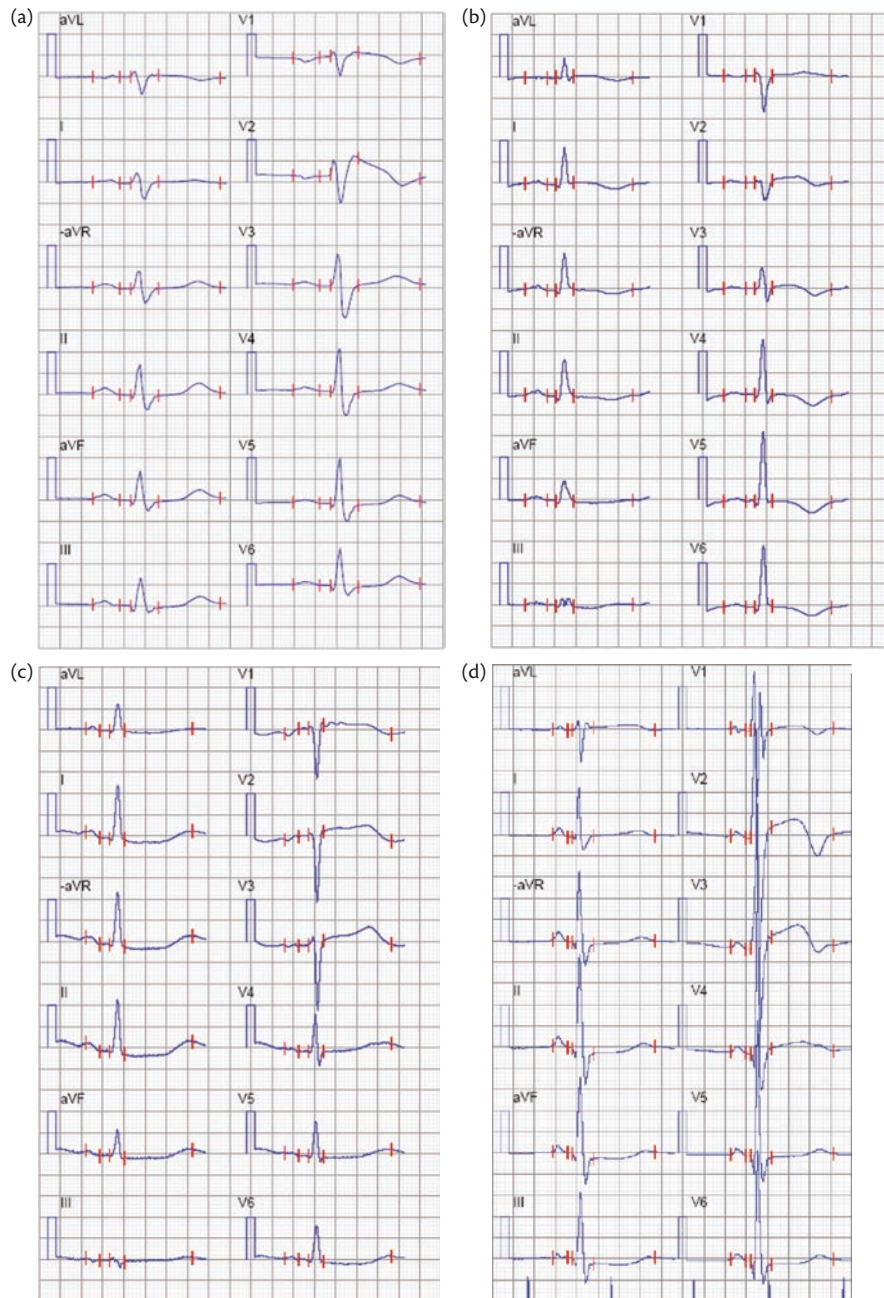 (a)
aVL V1
I V2
-aVR V3
II V4
aVF V5
III V6
(b)
aVL V1
I V2
-aVR V3
II V4
aVF V5
III V6
(c)
aVL V1
I V2
-aVR V3
II V4
aVF V5
III V6
(d)
aVL V1
I V2
-aVR V3
II V4
aVF V5
III V6